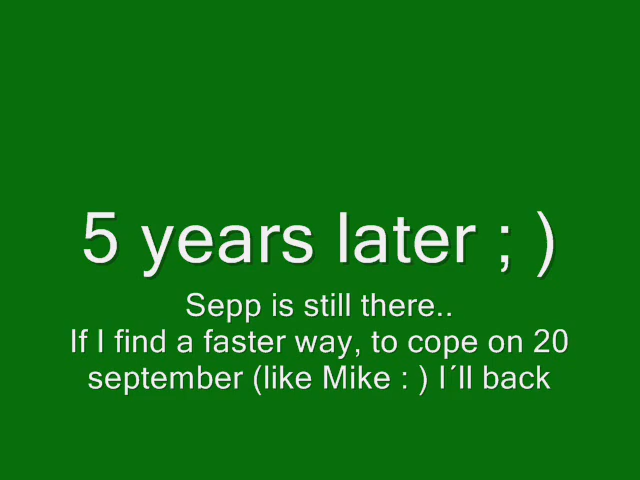 5 years later ; )
Sepp is still there..
If I find a faster way, to cope on 20
september (like Mike : ) I´ll back